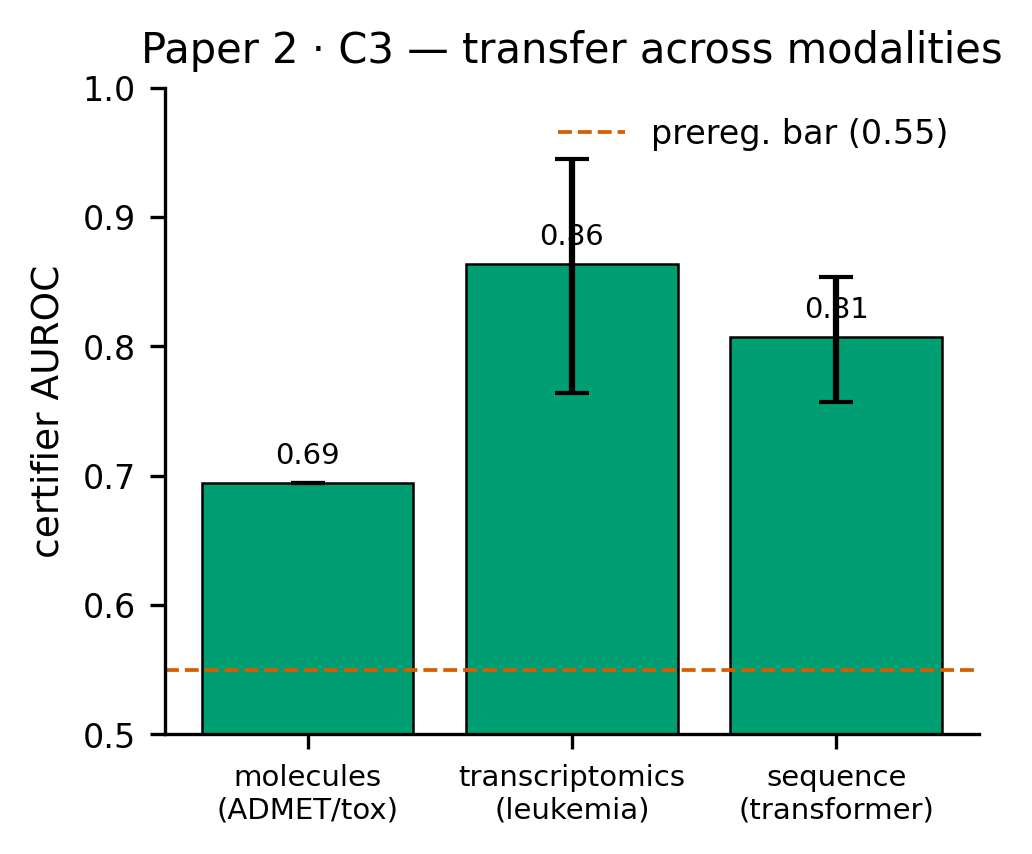 Paper 2 · C3 — transfer across modalities
prereg. bar (0.55)
certifier AUROC
1.0
0.9
0.8
0.7
0.6
0.5
0.69
0.86
0.81
molecules
(ADMET/tox)
transcriptomics
(leukemia)
sequence
(transformer)